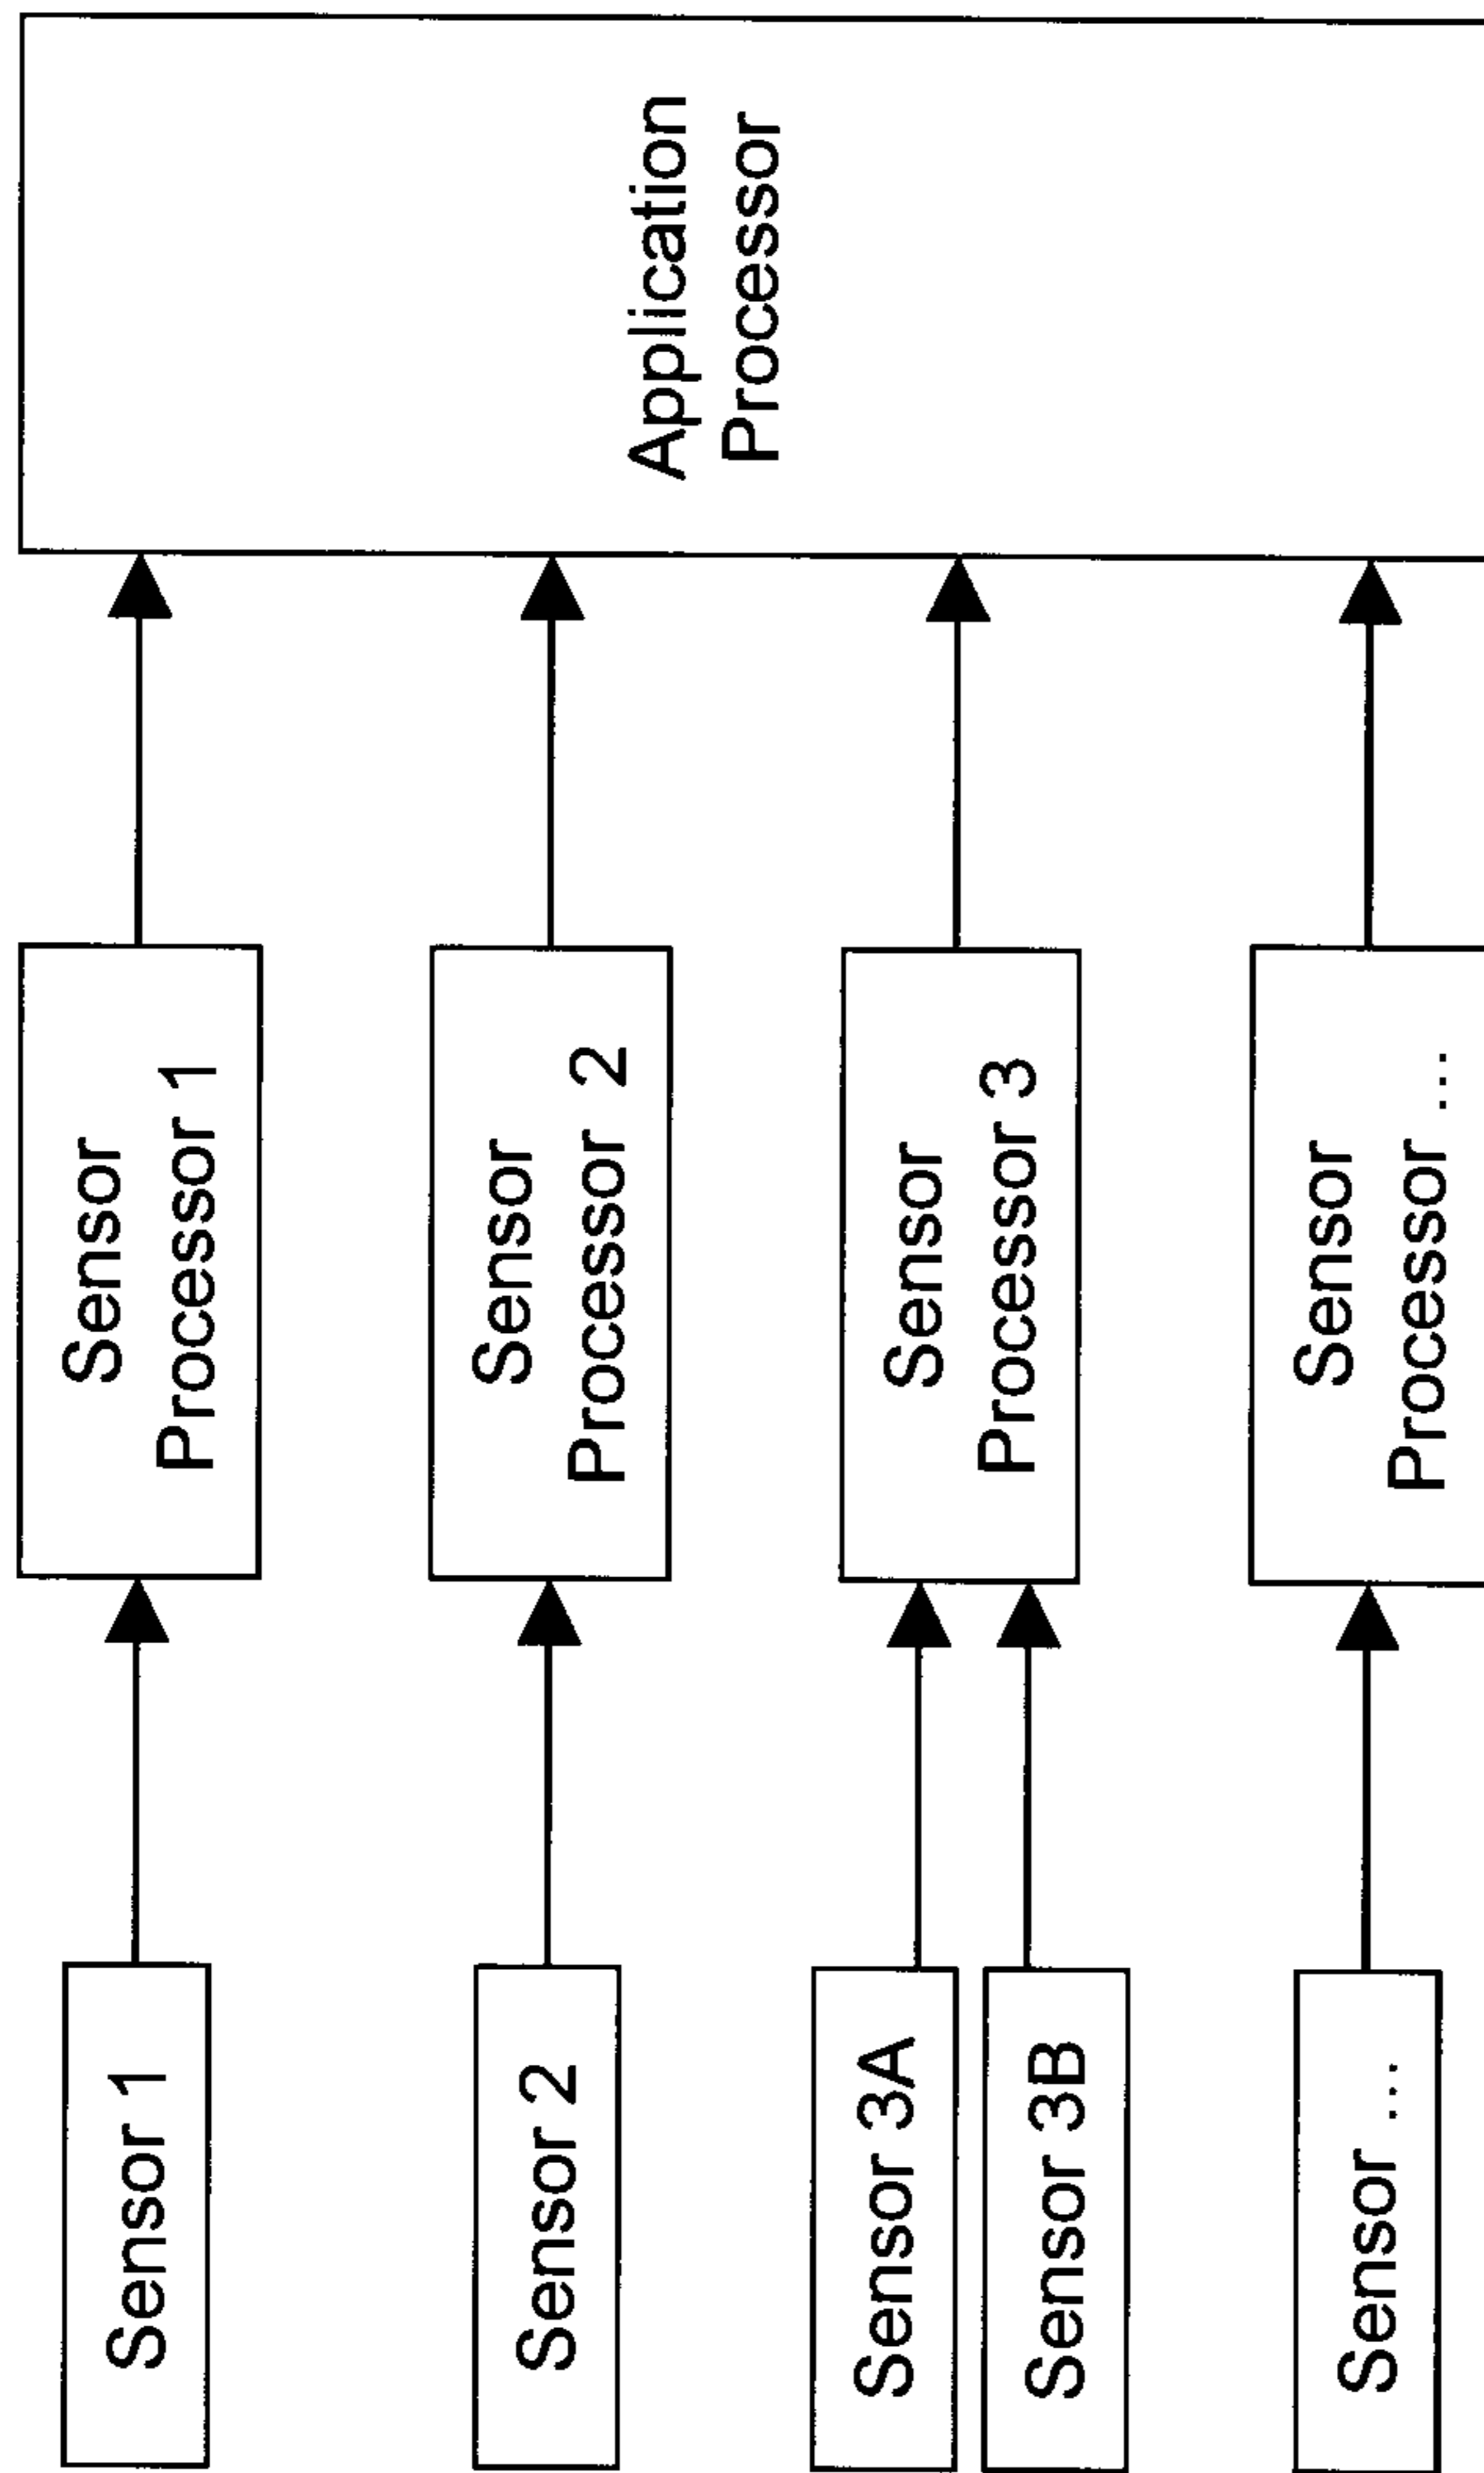 Sensor 1
Sensor
Processor 1
Sensor 2
Sensor
Processor 2
Sensor 3A
Sensor 3B
Sensor
Processor 3
Sensor ...
Sensor
Processor ...
Application
Processor